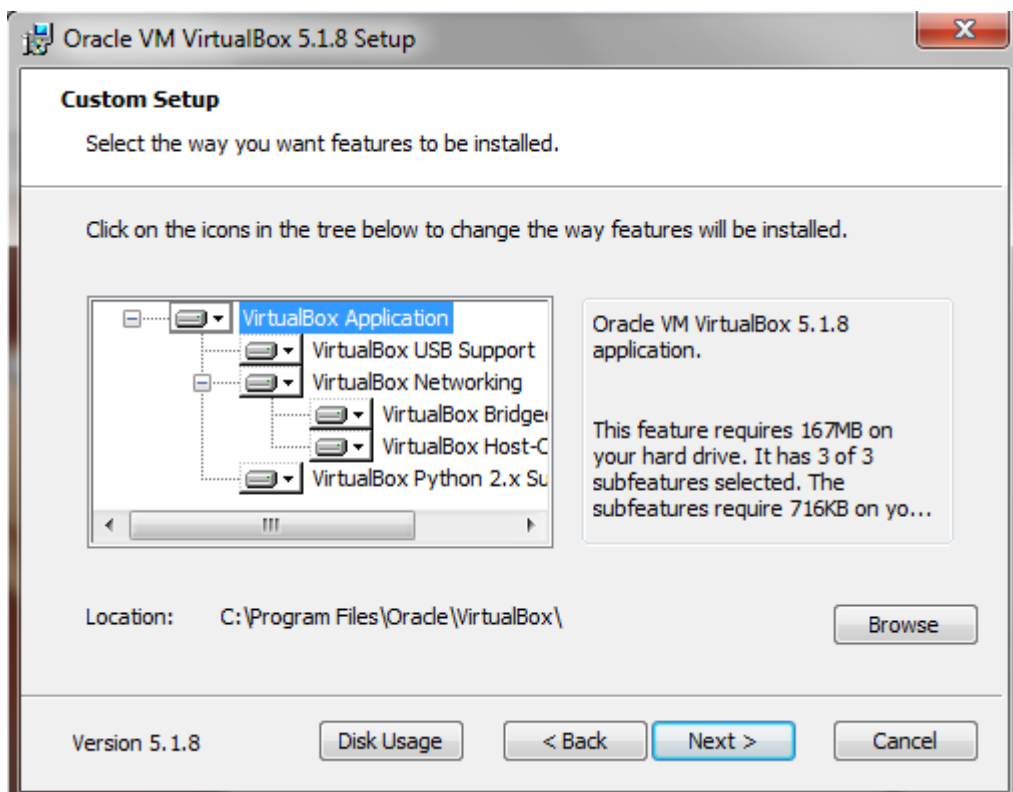 Oracle VM VirtualBox 5.1.8 Setup
Custom Setup
Select the way you want features to be installed.
Click on the icons in the tree below to change the way features will be installed.
VirtualBox Application
VirtualBox USB Support
VirtualBox Networking
VirtualBox Bridge
VirtualBox Host-C
VirtualBox Python 2.x Su
Oracle VM VirtualBox 5.1.8
application.
This feature requires 167MB on
your hard drive. It has 3 of 3
subfeatures selected. The
subfeatures require 716KB on yo...
Location: C:\Program Files\Oracle\VirtualBox\
Browse
Version 5.1.8
Disk Usage
< Back
Next >
Cancel